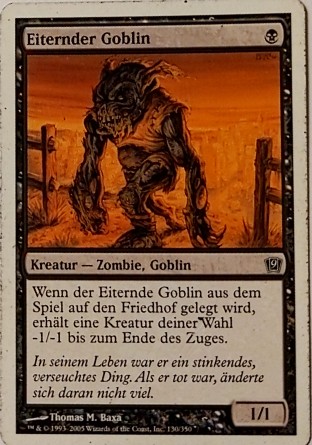 Eiternder Goblin
Kreatur — Zombie, Goblin
9
Wenn der Eiternde Goblin aus dem
Spiel auf den Friedhof gelegt wird,
erhält eine Kreatur deiner Wahl
-1/-1 bis zum Ende des Zuges.
In seinem Leben war er ein stinkendes,
verseuchtes Ding. Als er tot war, änderte
sich daran nicht viel.
Thomas M. Baxa
™ & © 1993–2005 Wizards of the Coast, Inc. 130/350
1/1